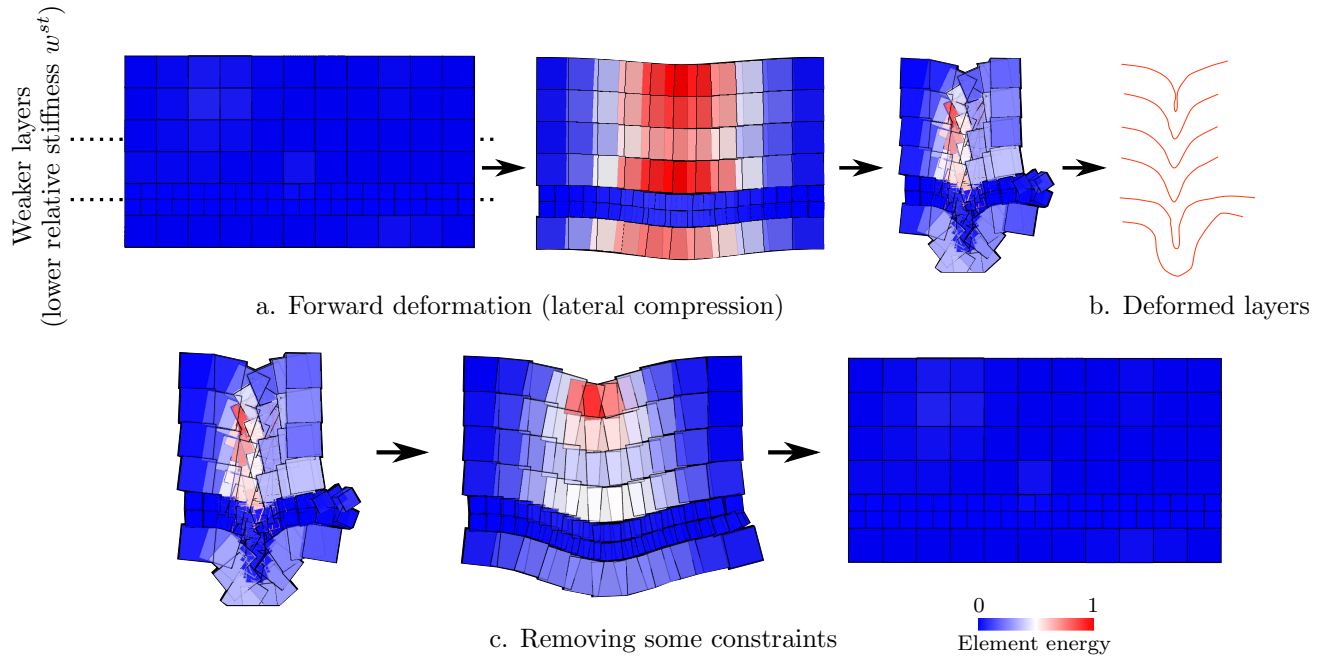 Weaker layers
(lower relative stiffness w^{st})
a. Forward deformation (lateral compression)
b. Deformed layers
c. Removing some constraints
0 1
Element energy